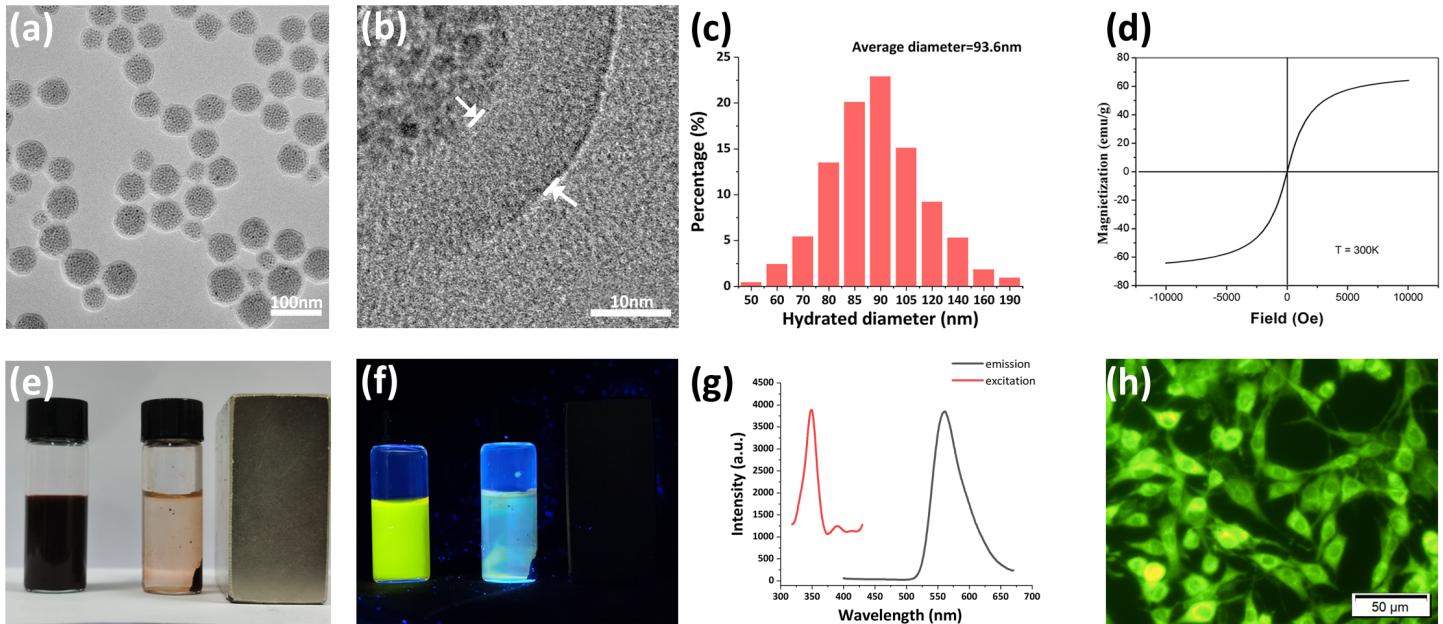 (a)
100nm
(b)
10nm
(c)
Average diameter=93.6nm
Percentage (%)
25
20
15
10
5
0
50 60 70 80 85 90 105 120 140 160 190
Hydrated diameter (nm)
(d)
Magnietization (emu/g)
80
60
40
20
0
-20
-40
-60
-80
T = 300K
-10000 -5000 0 5000 10000
Field (Oe)
(e)
(f)
(g)
emission
excitation
Intensity (a.u.)
4500
4000
3500
3000
2500
2000
1500
1000
500
0
300 350 400 450 500 550 600 650 700
Wavelength (nm)
(h)
50 µm